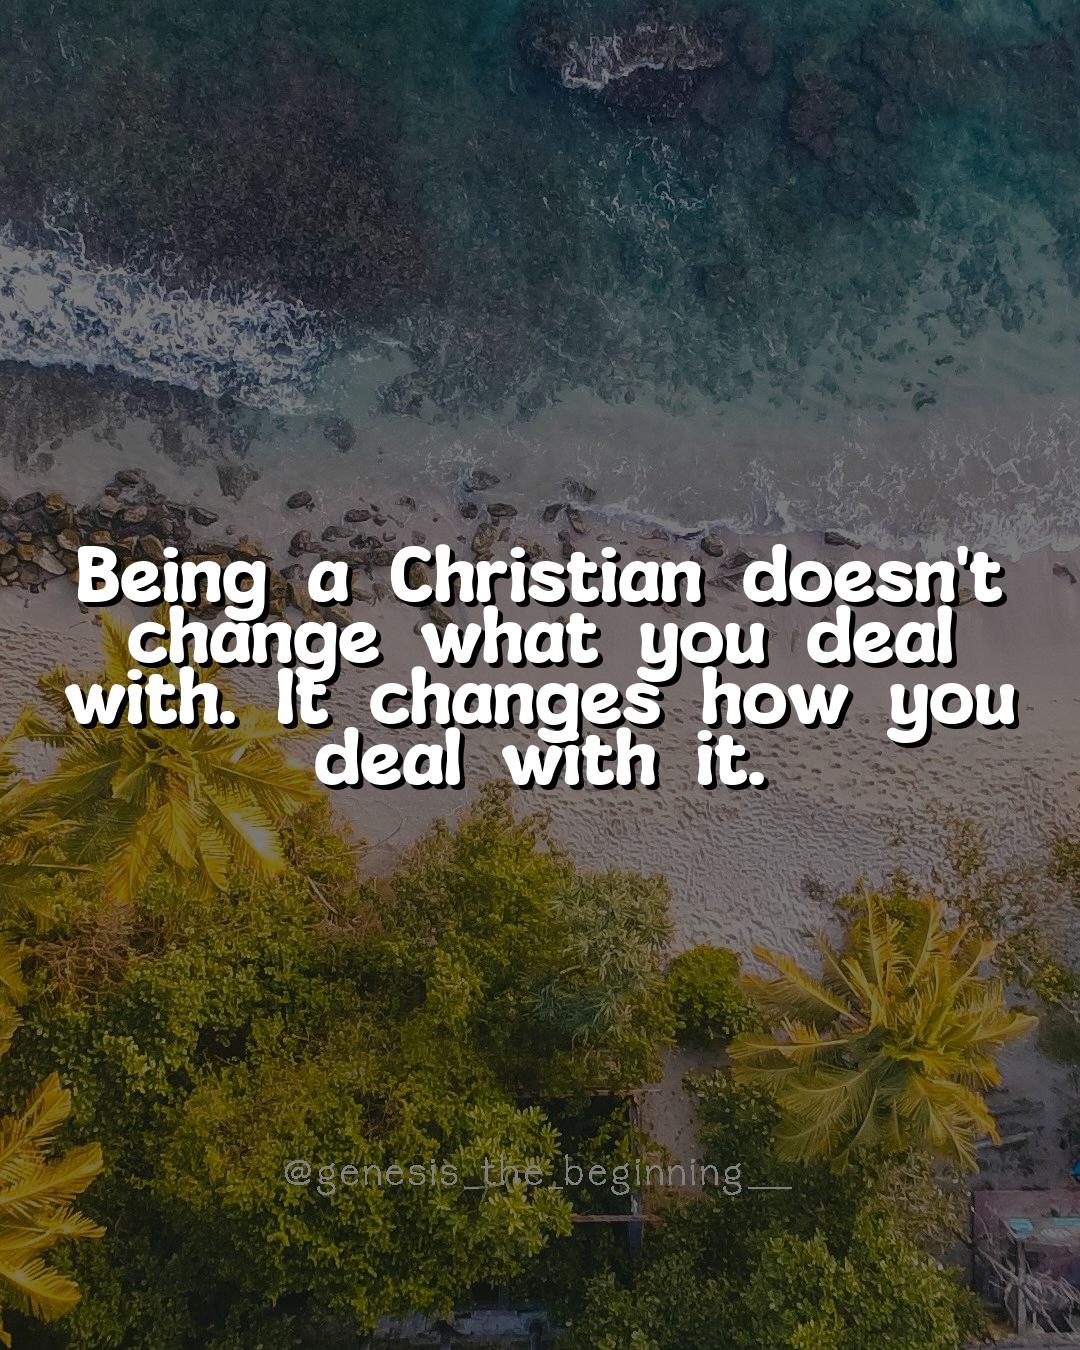 Being a Christian doesn't
change what you deal
with. It changes how you
deal with it.
@genesis_the_beginning__